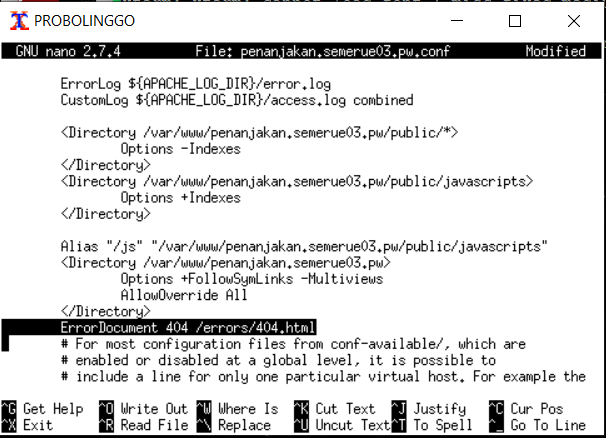 PROBOLINGGO
GNU nano 2.7.4 File: penanjakan.semerue03.pw.conf Modified
ErrorLog ${APACHE_LOG_DIR}/error.log
CustomLog ${APACHE_LOG_DIR}/access.log combined
<Directory /var/www/penanjakan.semerue03.pw/public/*>
Options -Indexes
</Directory>
<Directory /var/www/penanjakan.semerue03.pw/public/javascripts>
Options +Indexes
</Directory>
Alias "/js" "/var/www/penanjakan.semerue03.pw/public/javascripts"
<Directory /var/www/penanjakan.semerue03.pw>
Options +FollowSymLinks -Multiviews
AllowOverride All
</Directory>
ErrorDocument 404 /errors/404.html
# For most configuration files from conf-available/, which are
# enabled or disabled at a global level, it is possible to
# include a line for only one particular virtual host. For example the
^G Get Help ^O Write Out ^W Where Is ^K Cut Text ^J Justify ^C Cur Pos
^X Exit ^R Read File ^\ Replace ^U Uncut Text ^T To Spell ^_ Go To Line